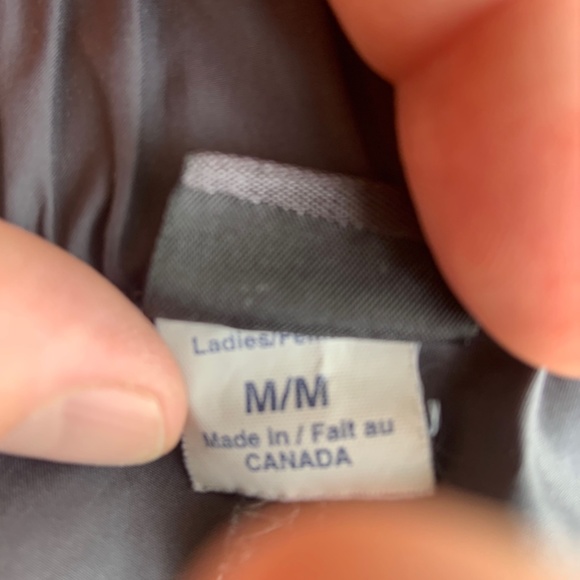 Ladies/
M/M
Made in / Fait au
CANADA